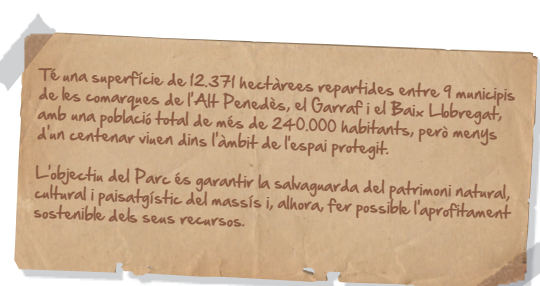 Té una superfície de 12.371 hectàrees repartides entre 9 municipis
de les comarques de l'Alt Penedès, el Garraf i el Baix Llobregat,
amb una població total de més de 240.000 habitants, però menys
d'un centenar viuen dins l'àmbit de l'espai protegit.
L'objectiu del Parc és garantir la salvaguarda del patrimoni natural,
cultural i paisatgístic del massís i, alhora, fer possible l'aprofitament
sostenible dels seus recursos.